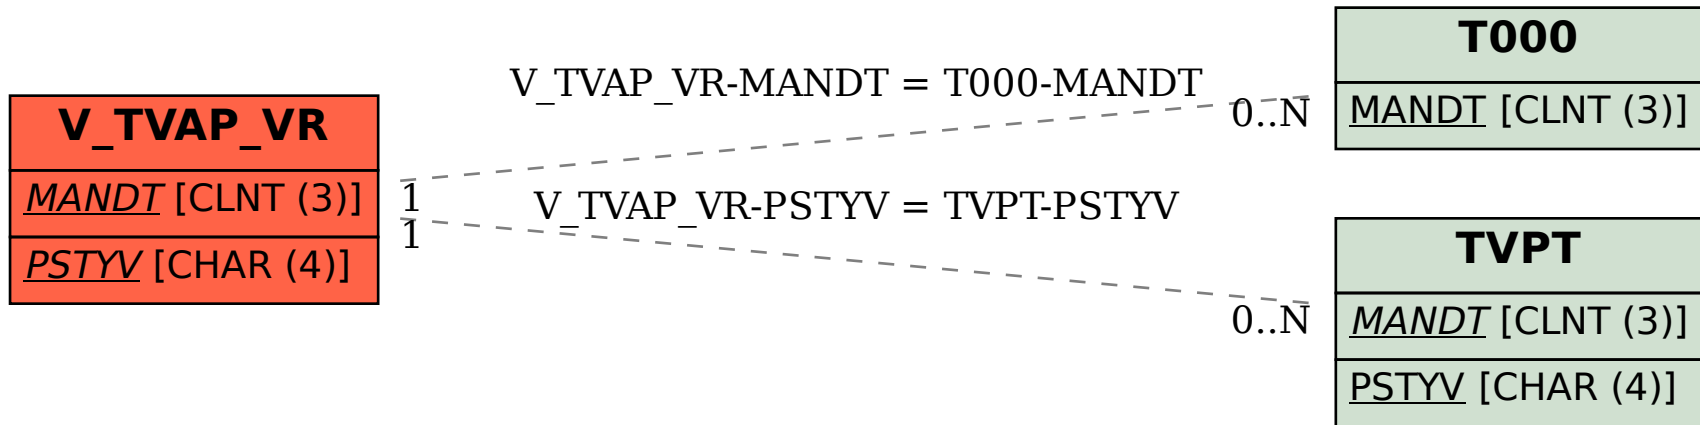 V_TVAP_VR
MANDT [CLNT (3)]
PSTYV [CHAR (4)]
V_TVAP_VR-MANDT = T000-MANDT
0..N
1
V_TVAP_VR-PSTYV = TVPT-PSTYV
1
0..N
T000
MANDT [CLNT (3)]
TVPT
MANDT [CLNT (3)]
PSTYV [CHAR (4)]